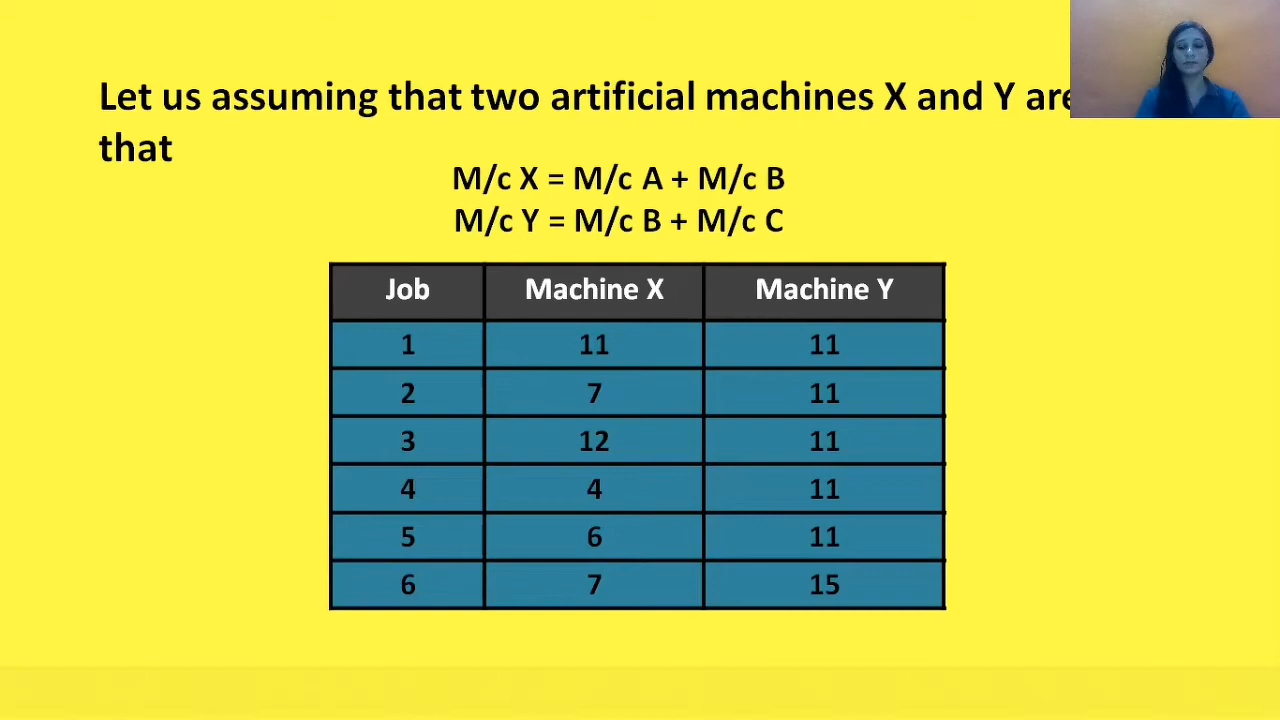 Let us assuming that two artificial machines X and Y are
that
M/c X = M/c A + M/c B
M/c Y = M/c B + M/c C
Job Machine X Machine Y
1 11 11
2 7 11
3 12 11
4 4 11
5 6 11
6 7 15